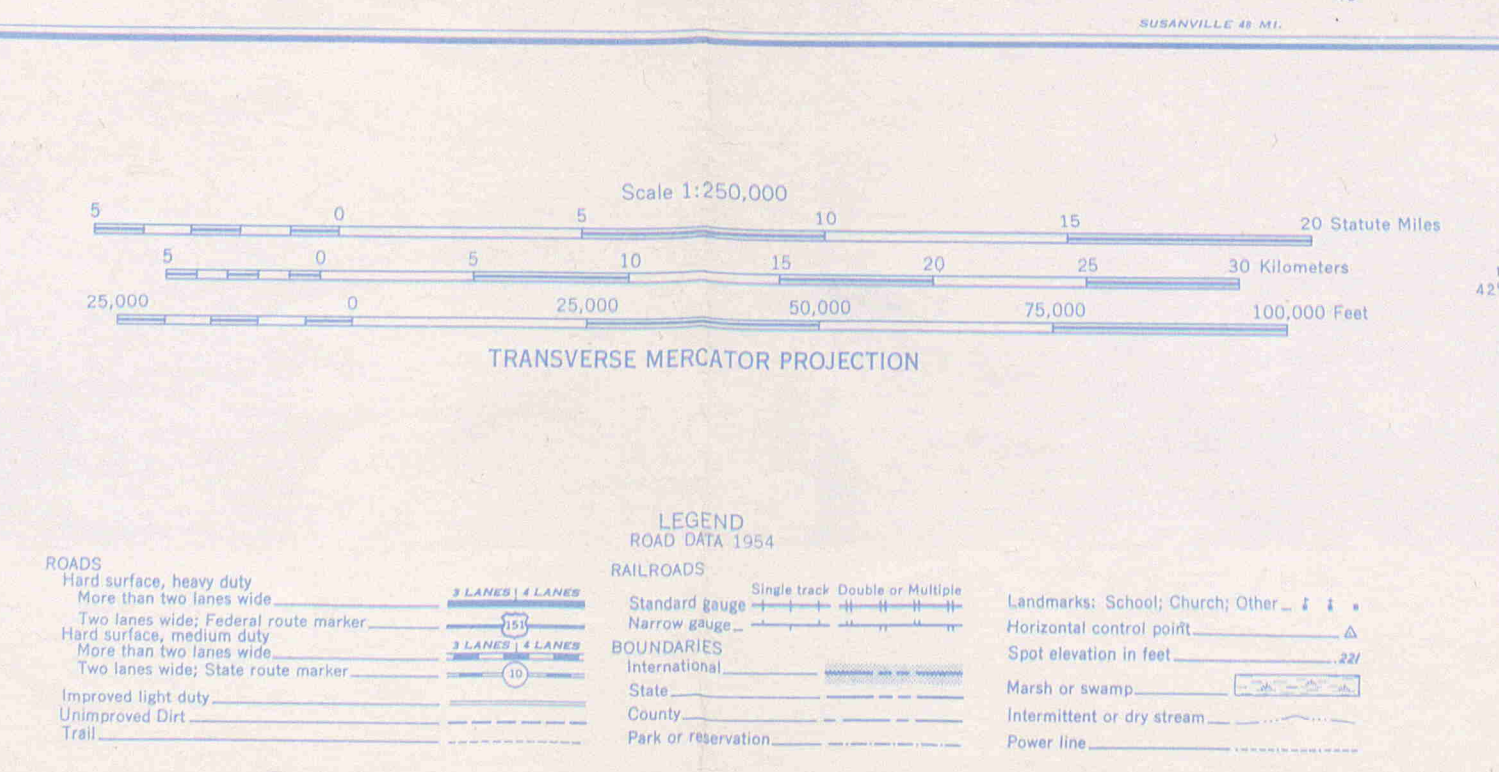 SUSANVILLE 48 MI.
Scale 1:250,000
5 0 5 10 15 20 Statute Miles
5 0 5 10 15 20 25 30 Kilometers
25,000 0 25,000 50,000 75,000 100,000 Feet
TRANSVERSE MERCATOR PROJECTION
LEGEND
ROAD DATA 1954
ROADS
Hard surface, heavy duty
More than two lanes wide 3 LANES | 4 LANES
Two lanes wide; Federal route marker 151
Hard surface, medium duty
More than two lanes wide 3 LANES | 4 LANES
Two lanes wide; State route marker 10
Improved light duty
Unimproved Dirt
Trail
RAILROADS
Single track Double or Multiple
Standard gauge
Narrow gauge
BOUNDARIES
International
State
County
Park or reservation
Landmarks: School; Church; Other
Horizontal control point
Spot elevation in feet
Marsh or swamp
Intermittent or dry stream
Power line